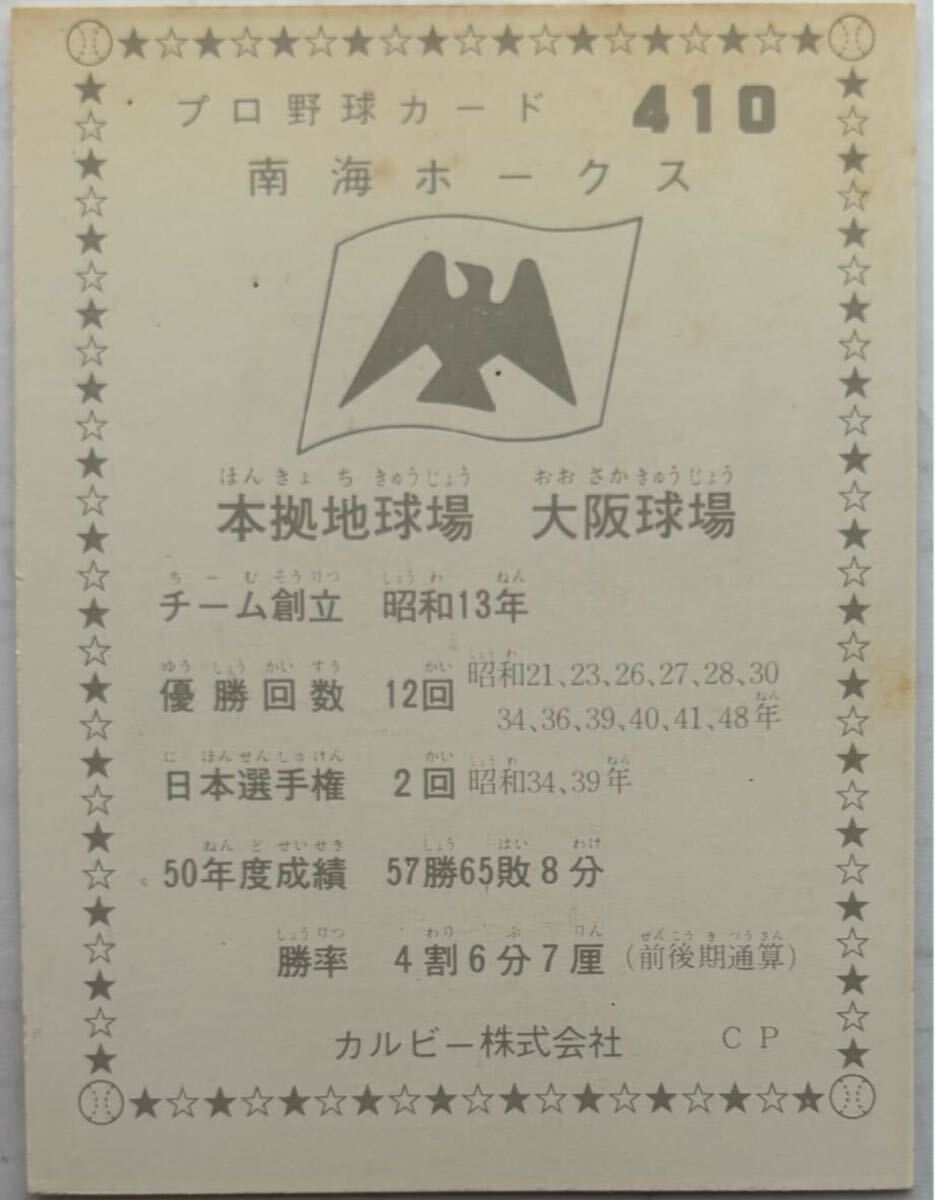 プロ野球カード 410
南海ホークス
ほんきょちきゅうじょう おおさかきゅうじょう
本拠地球場 大阪球場
ちーむそうりつ しょうわ ねん
チーム創立 昭和13年
ゆうしょうかいすう かい しょうわ
優勝回数 12回 昭和21、23、26、27、28、30
ねん
34、36、39、40、41、48年
にほんせんしゅけん かい しょうわ ねん
日本選手権 2回 昭和34、39年
ねんどせいせき しょう はい わけ
50年度成績 57勝65敗8分
しょうりつ わり ぶ りん ぜんこうきつうさん
勝率 4割6分7厘 (前後期通算)
カルビー株式会社 CP